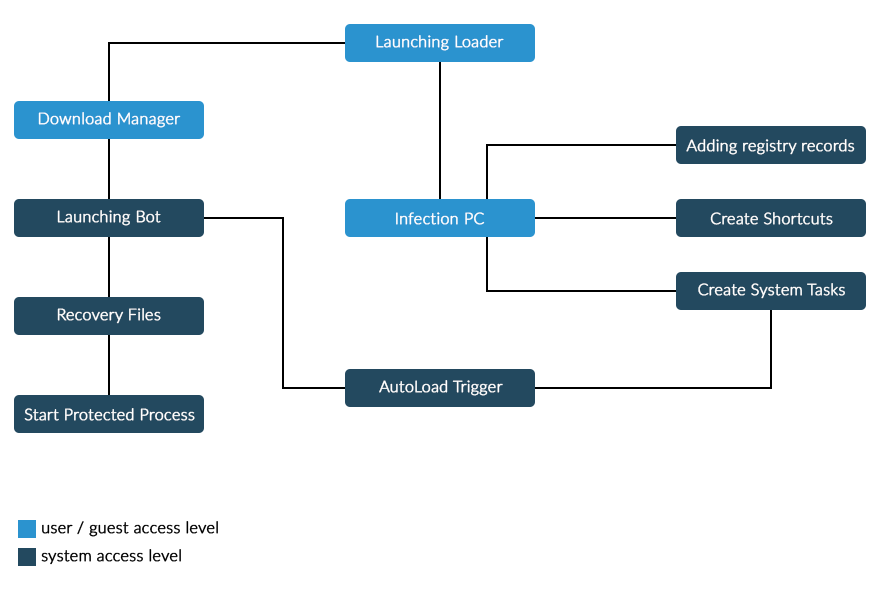 Launching Loader
Download Manager
Adding registry records
Launching Bot
Infection PC
Create Shortcuts
Create System Tasks
Recovery Files
AutoLoad Trigger
Start Protected Process
user / guest access level
system access level